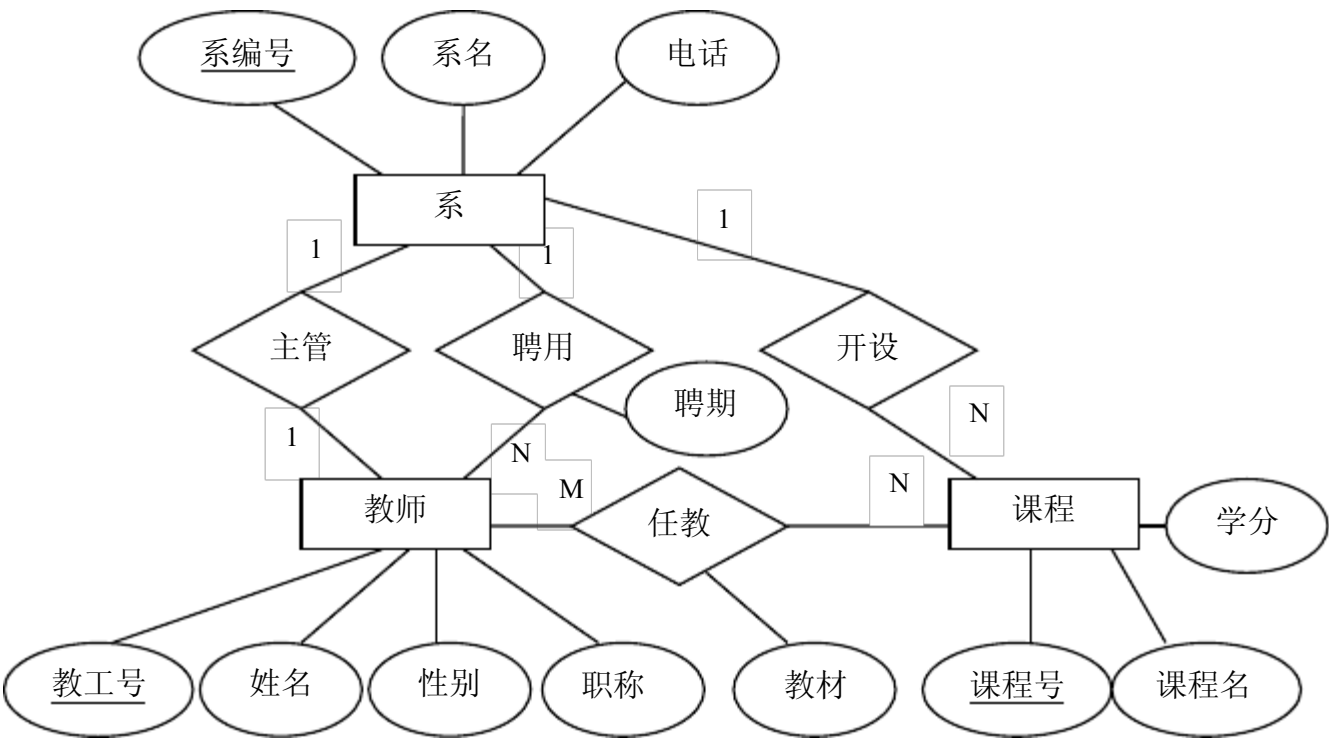 系编号
系名
电话
系
1
1
1
主管
聘用
开设
聘期
1
N
N
M
N
教师
任教
课程
学分
教工号
姓名
性别
职称
教材
课程号
课程名